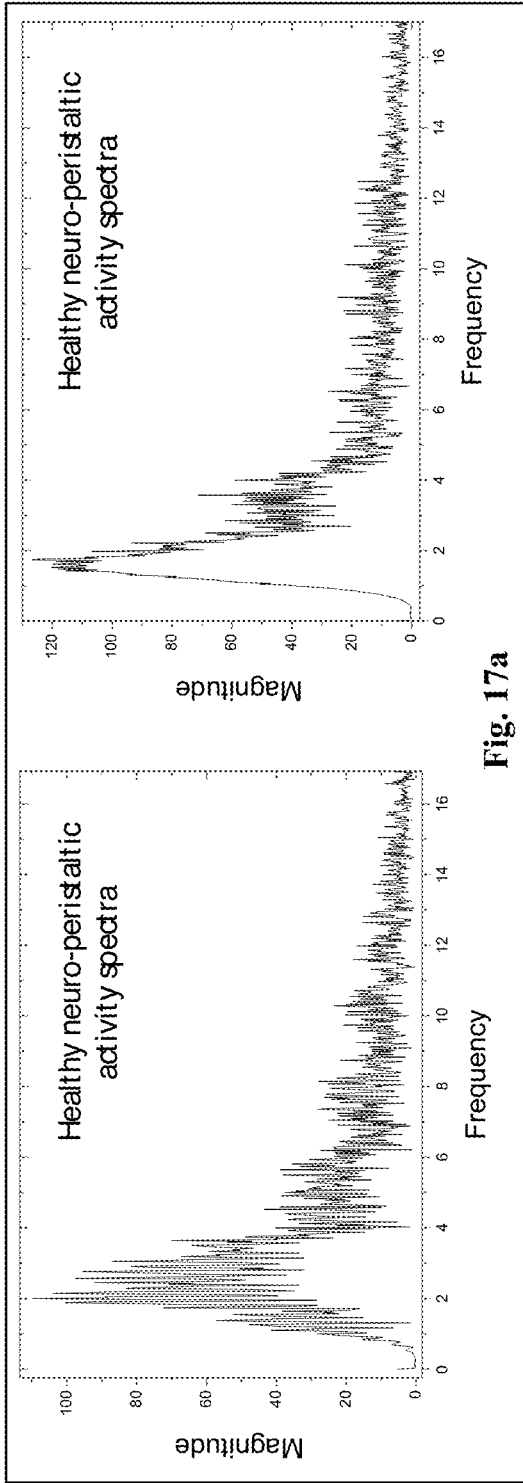 Healthy neuro-peristaltic
activity spectra
Magnitude
100
80
60
40
20
0
0 2 4 6 8 10 12 14 16
Frequency
Healthy neuro-peristaltic
activity spectra
Magnitude
120
100
80
60
40
20
0
0 2 4 6 8 10 12 14 16
Frequency
Fig. 17a